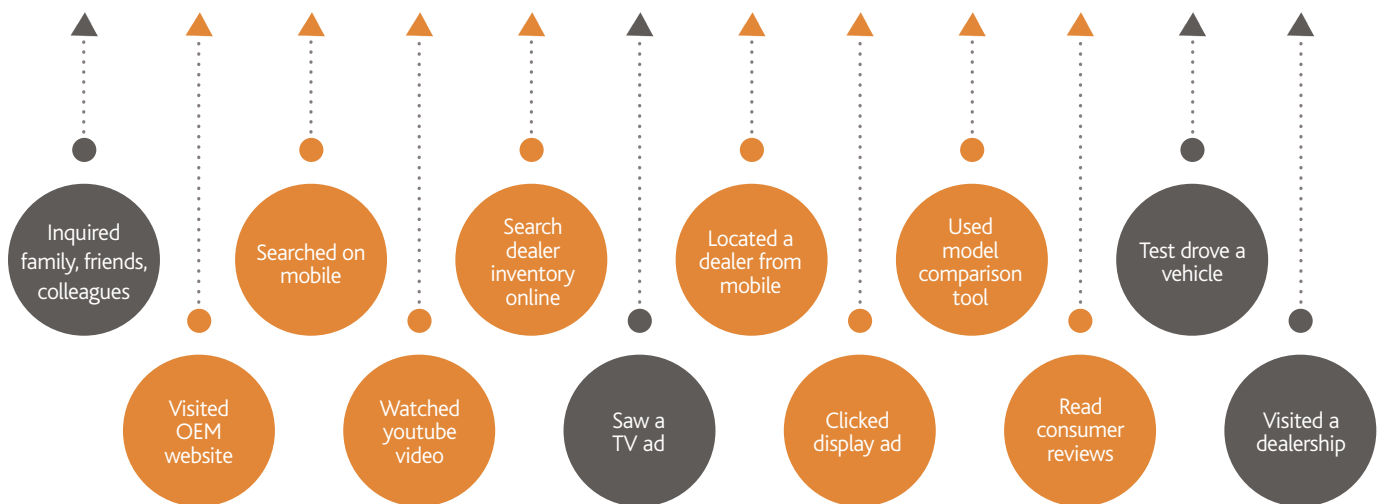 Inquired
family, friends,
colleagues
Visited
OEM
website
Searched on
mobile
Watched
youtube
video
Search
dealer
inventory
online
Saw a
TV ad
Located a
dealer from
mobile
Clicked
display ad
Used
model
comparison
tool
Read
consumer
reviews
Test drove a
vehicle
Visited a
dealership